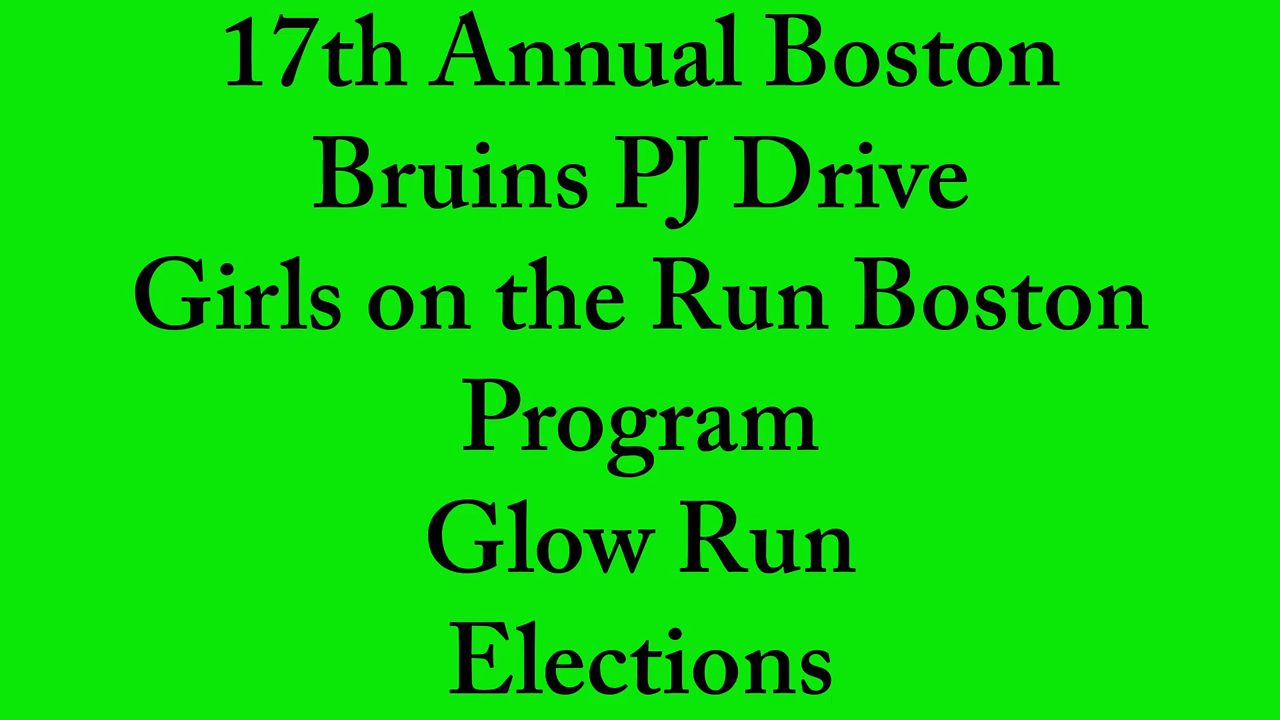 17th Annual Boston
Bruins PJ Drive
Girls on the Run Boston
Program
Glow Run
Elections